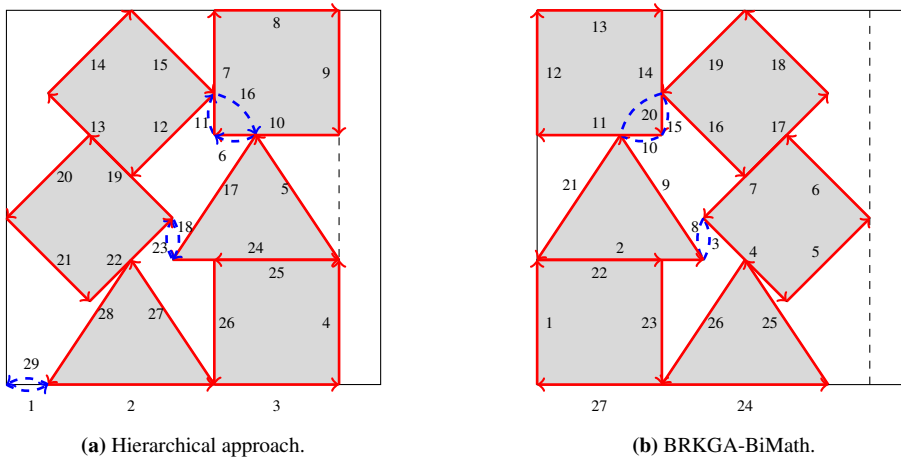 8 13
14 15 7 9 12 14 19 18
16
11 12 10 20 15 16 17
13 6 11 10
20 19 17 5 21 9 7 6
18 8
23 24 2 3 4 5
21 22 25 22
28 27 26 4 1 23 26 25
29
1 2 3 27 24
(a) Hierarchical approach. (b) BRKGA-BiMath.